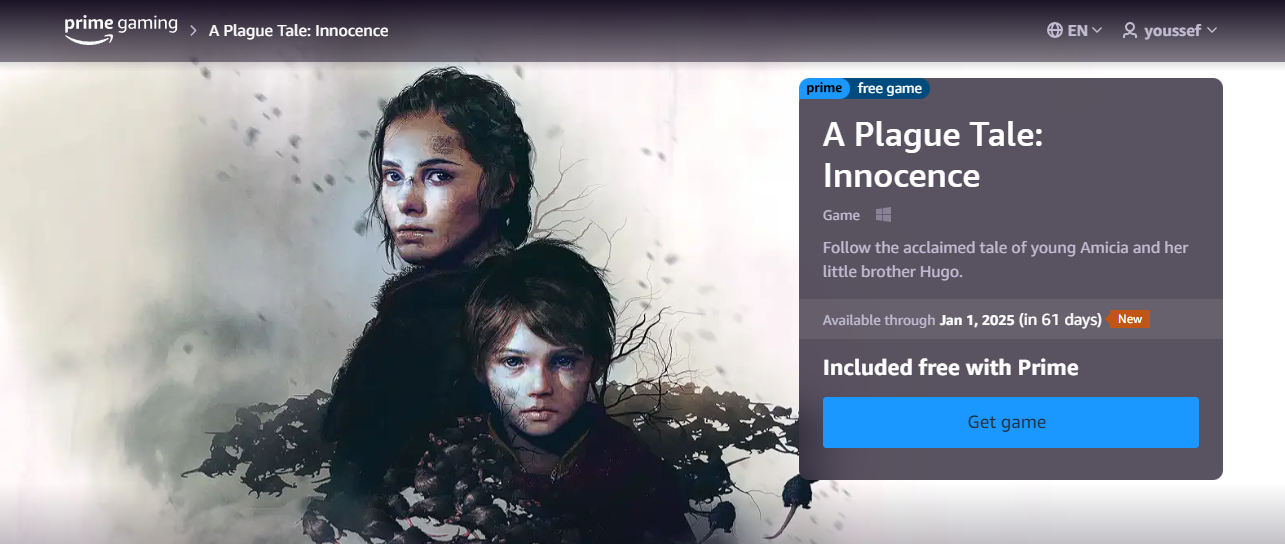 prime gaming
A Plague Tale: Innocence
EN
youssef
prime free game
A Plague Tale:
Innocence
Game
Follow the acclaimed tale of young Amicia and her
little brother Hugo.
Available through Jan 1, 2025 (in 61 days) New
Included free with Prime
Get game